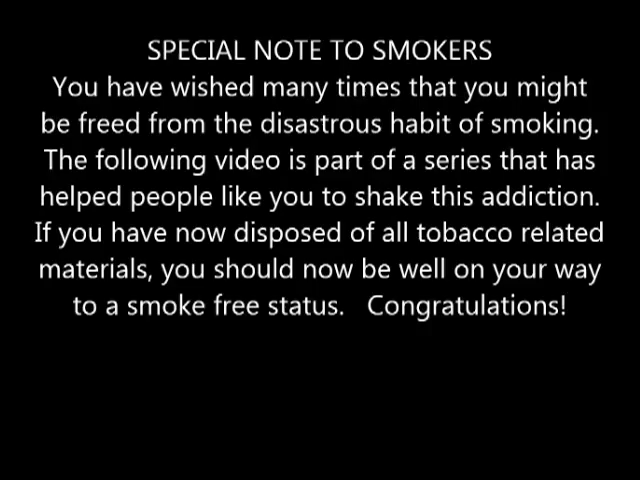 SPECIAL NOTE TO SMOKERS
You have wished many times that you might
be freed from the disastrous habit of smoking.
The following video is part of a series that has
helped people like you to shake this addiction.
If you have now disposed of all tobacco related
materials, you should now be well on your way
to a smoke free status.   Congratulations!